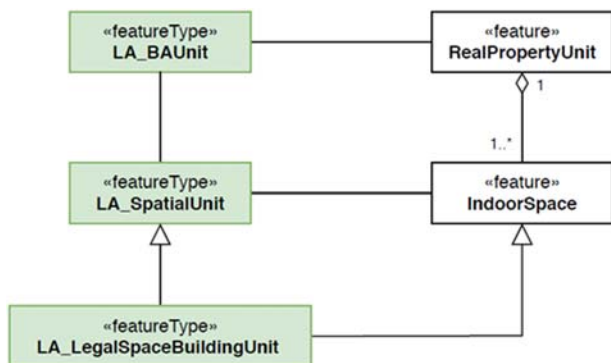 «featureType»
LA_BAUnit
«feature»
RealPropertyUnit
1
1..*
«featureType»
LA_SpatialUnit
«feature»
IndoorSpace
«featureType»
LA_LegalSpaceBuildingUnit